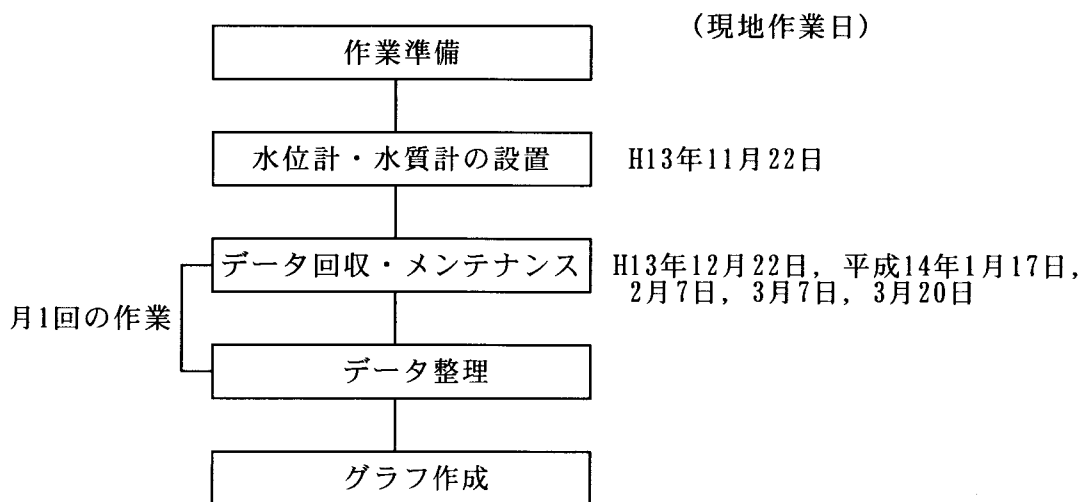 (現地作業日)
作業準備
水位計・水質計の設置 H13年11月22日
データ回収・メンテナンス H13年12月22日, 平成14年1月17日,
2月7日, 3月7日, 3月20日
月1回の作業
データ整理
グラフ作成